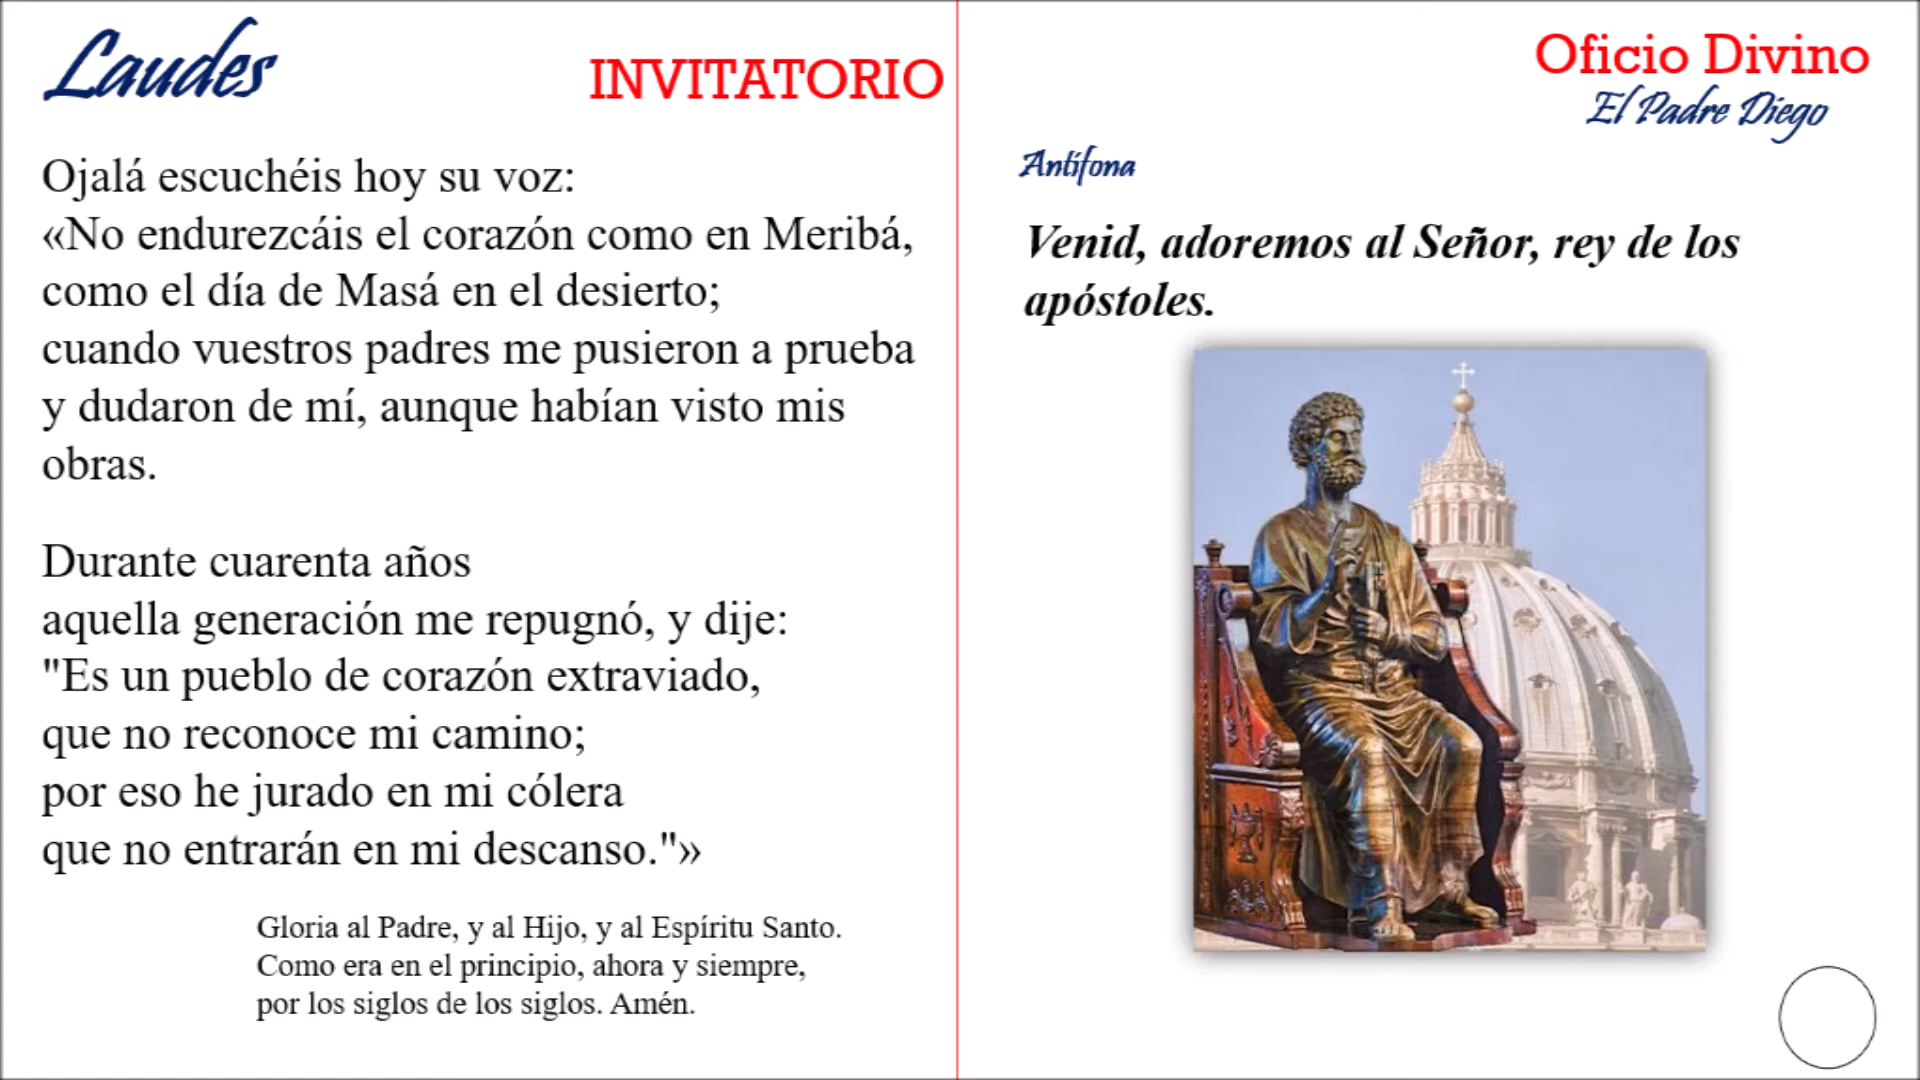 Laudes
INVITATORIO
Ojalá escuchéis hoy su voz:
«No endurezcáis el corazón como en Meribá,
como el día de Masá en el desierto;
cuando vuestros padres me pusieron a prueba
y dudaron de mí, aunque habían visto mis
obras.
Durante cuarenta años
aquella generación me repugnó, y dije:
"Es un pueblo de corazón extraviado,
que no reconoce mi camino;
por eso he jurado en mi cólera
que no entrarán en mi descanso."»
Gloria al Padre, y al Hijo, y al Espíritu Santo.
Como era en el principio, ahora y siempre,
por los siglos de los siglos. Amén.
Oficio Divino
El Padre Diego
Antífona
Venid, adoremos al Señor, rey de los
apóstoles.